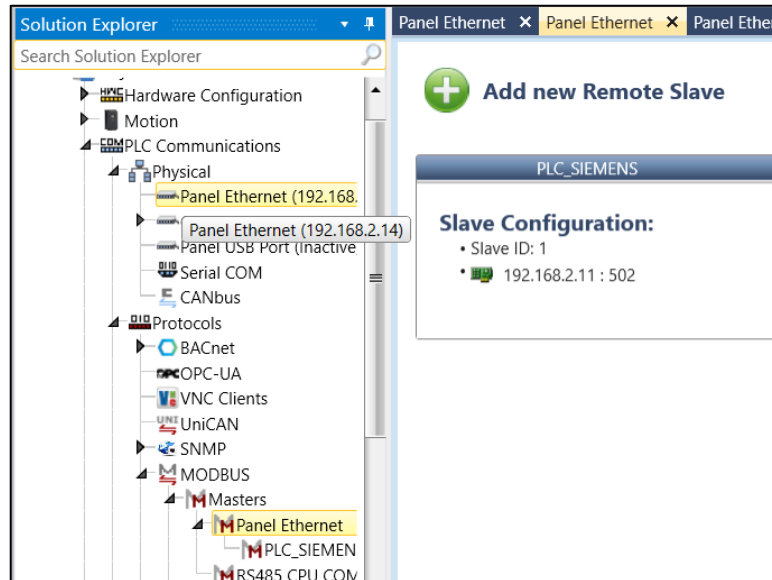 Solution Explorer
Search Solution Explorer
Hardware Configuration
Motion
PLC Communications
Physical
Panel Ethernet (192.168.
Panel Ethernet (192.168.2.14)
Panel USB Port (Inactive
Serial COM
CANbus
Protocols
BACnet
OPC-UA
VNC Clients
UniCAN
SNMP
MODBUS
Masters
Panel Ethernet
PLC_SIEMEN
RS485 CPU COM
Panel Ethernet Panel Ethernet Panel Ether
Add new Remote Slave
PLC_SIEMENS
Slave Configuration:
• Slave ID: 1
• 192.168.2.11 : 502